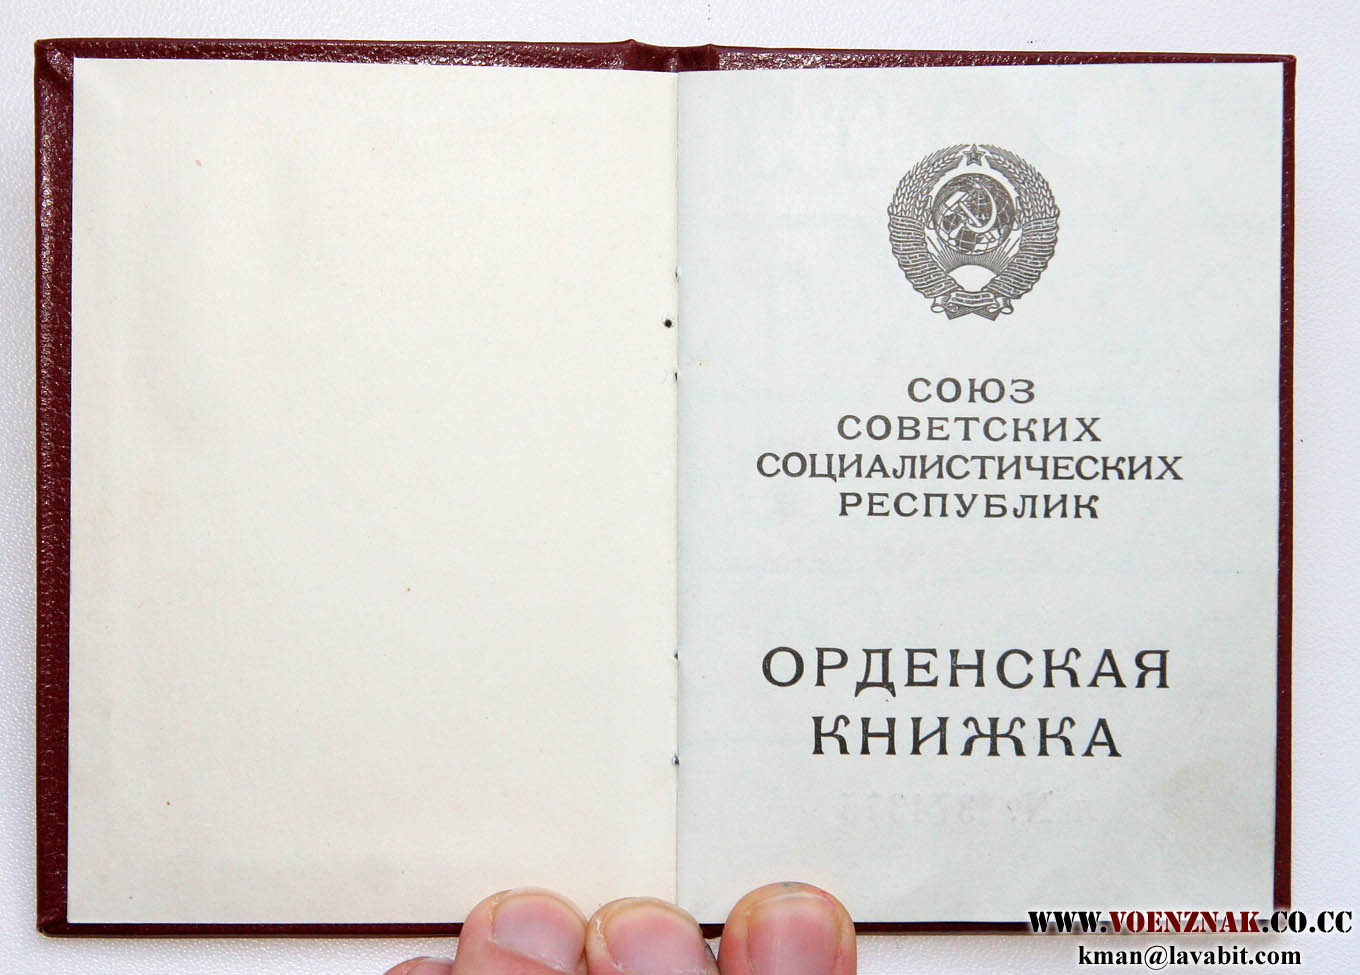 СОЮЗ
СОВЕТСКИХ
СОЦИАЛИСТИЧЕСКИХ
РЕСПУБЛИК
ОРДЕНСКАЯ
КНИЖКА
WWW.VOENZNAK.CO.CC
kman@lavabit.com